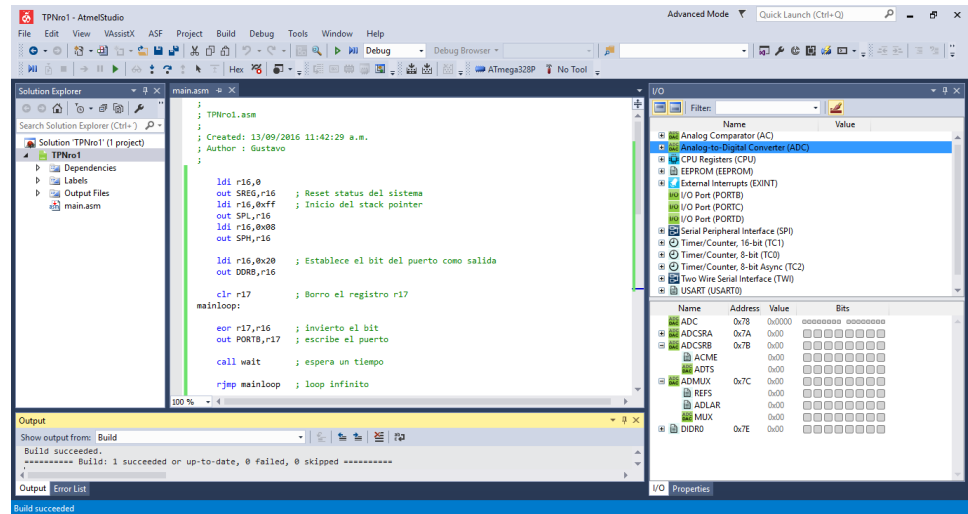 TPNro1 - AtmelStudio
Advanced Mode
Quick Launch (Ctrl+Q)
File Edit View VAssistX ASF Project Build Debug Tools Window Help
Debug
Debug Browser
Hex
ATmega328P
No Tool
Solution Explorer
Search Solution Explorer (Ctrl+´)
Solution 'TPNro1' (1 project)
TPNro1
Dependencies
Labels
Output Files
main.asm
main.asm
;
; TPNro1.asm
;
; Created: 13/09/2016 11:42:29 a.m.
; Author : Gustavo
;
ldi r16,0
out SREG,r16 ; Reset status del sistema
ldi r16,0xff ; Inicio del stack pointer
out SPL,r16
ldi r16,0x08
out SPH,r16
ldi r16,0x20 ; Establece el bit del puerto como salida
out DDRB,r16
clr r17 ; Borro el registro r17
mainloop:
eor r17,r16 ; invierto el bit
out PORTB,r17 ; escribe el puerto
call wait ; espera un tiempo
rjmp mainloop ; loop infinito
100 %
I/O
Filter:
Name Value
Analog Comparator (AC)
Analog-to-Digital Converter (ADC)
CPU Registers (CPU)
EEPROM (EEPROM)
External Interrupts (EXINT)
I/O Port (PORTB)
I/O Port (PORTC)
I/O Port (PORTD)
Serial Peripheral Interface (SPI)
Timer/Counter, 16-bit (TC1)
Timer/Counter, 8-bit (TC0)
Timer/Counter, 8-bit Async (TC2)
Two Wire Serial Interface (TWI)
USART (USART0)
Name Address Value Bits
ADC 0x78 0x0000
ADCSRA 0x7A 0x00
ADCSRB 0x7B 0x00
ACME 0x00
ADTS 0x00
ADMUX 0x7C 0x00
REFS 0x00
ADLAR 0x00
MUX 0x00
DIDR0 0x7E 0x00
I/O Properties
Output
Show output from: Build
Build succeeded.
========== Build: 1 succeeded or up-to-date, 0 failed, 0 skipped ==========
Output Error List
Build succeeded